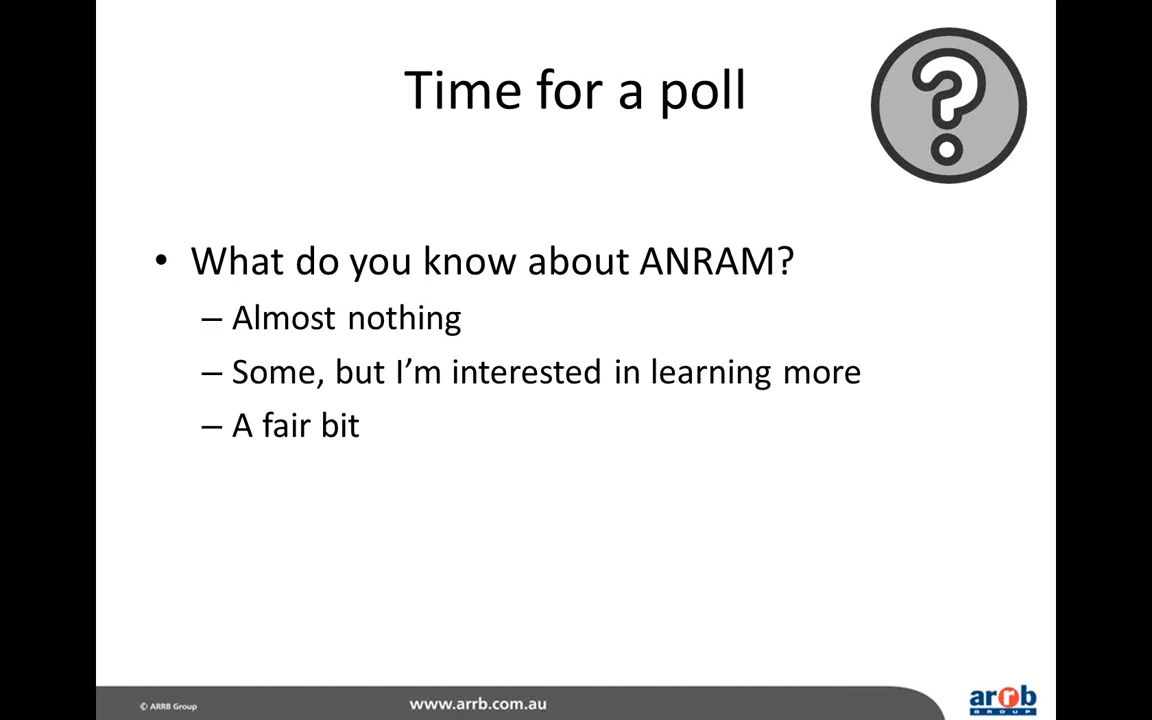 Time for a poll
?
• What do you know about ANRAM?
– Almost nothing
– Some, but I’m interested in learning more
– A fair bit
© ARRB Group
www.arrb.com.au
arrb
GROUP